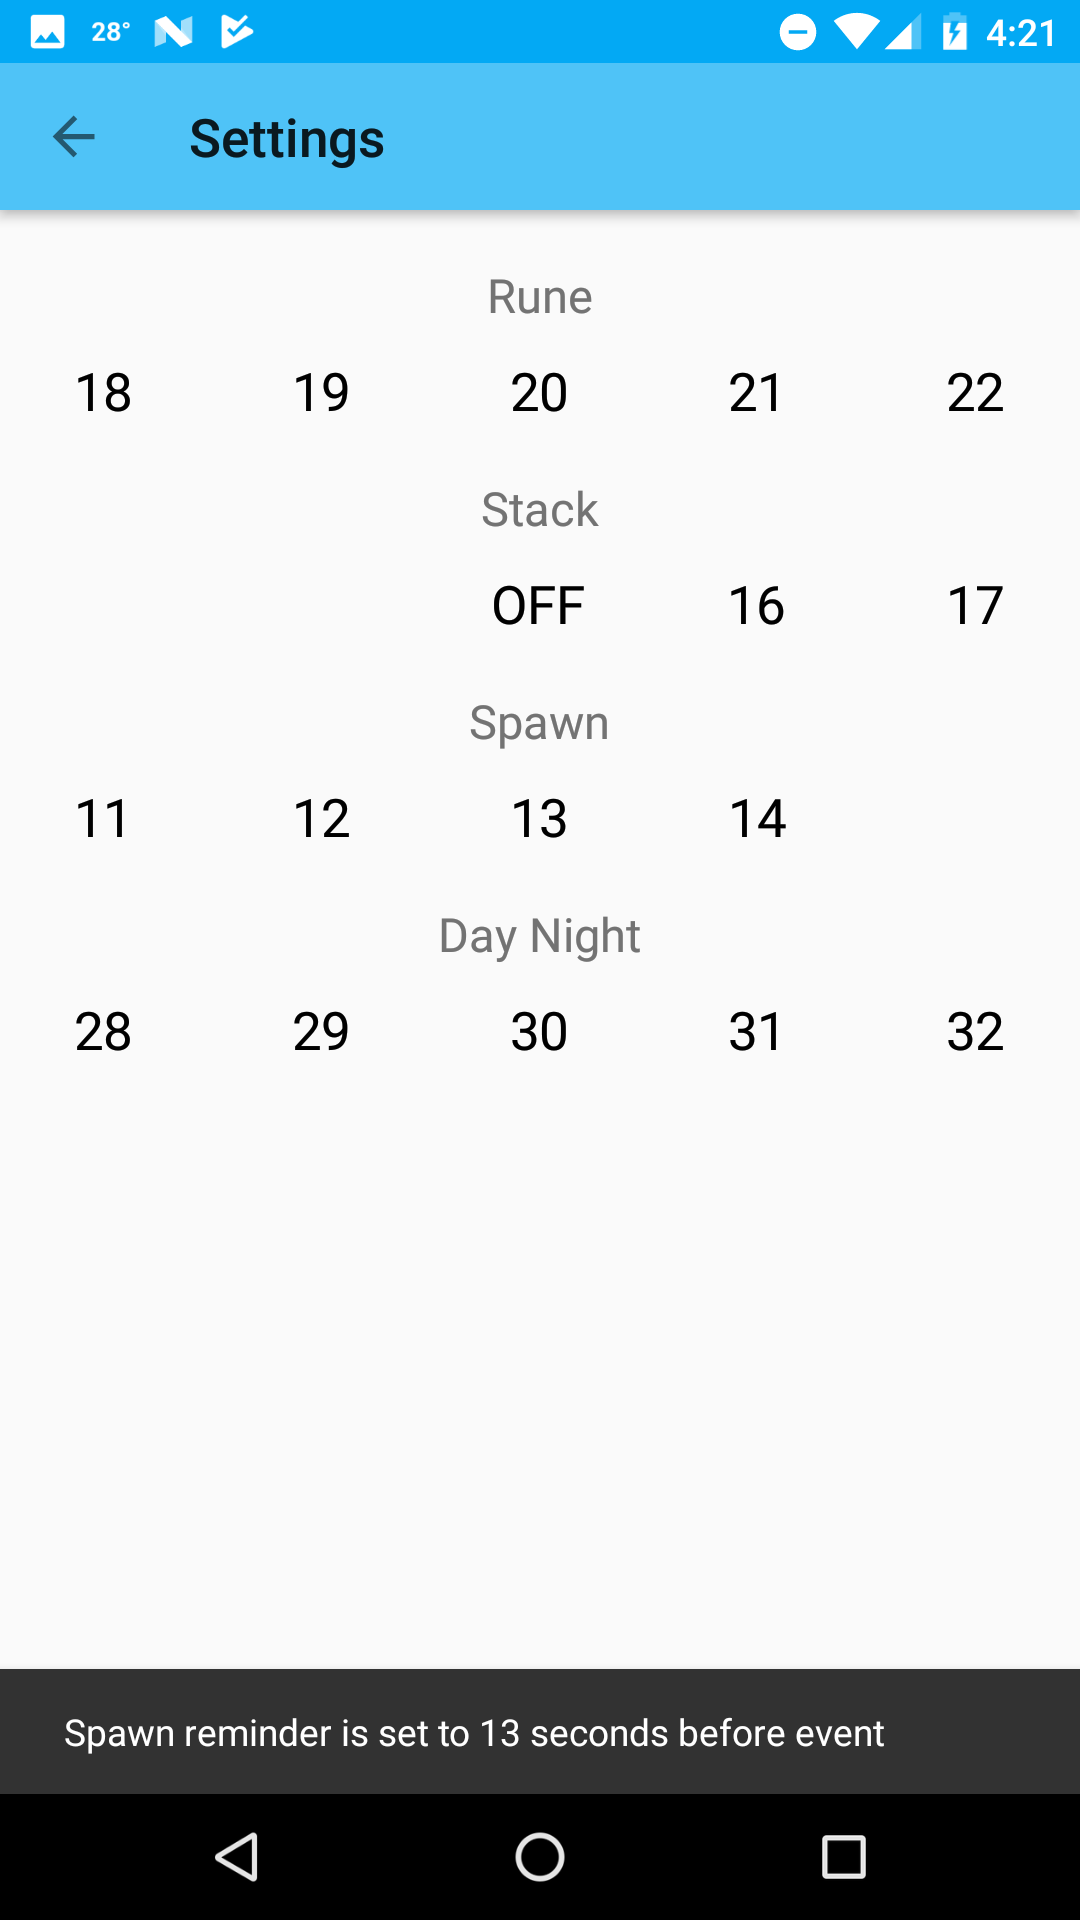 28° 4:21
Settings
Rune
18 19 20 21 22
Stack
OFF 16 17
Spawn
11 12 13 14
Day Night
28 29 30 31 32
Spawn reminder is set to 13 seconds before event